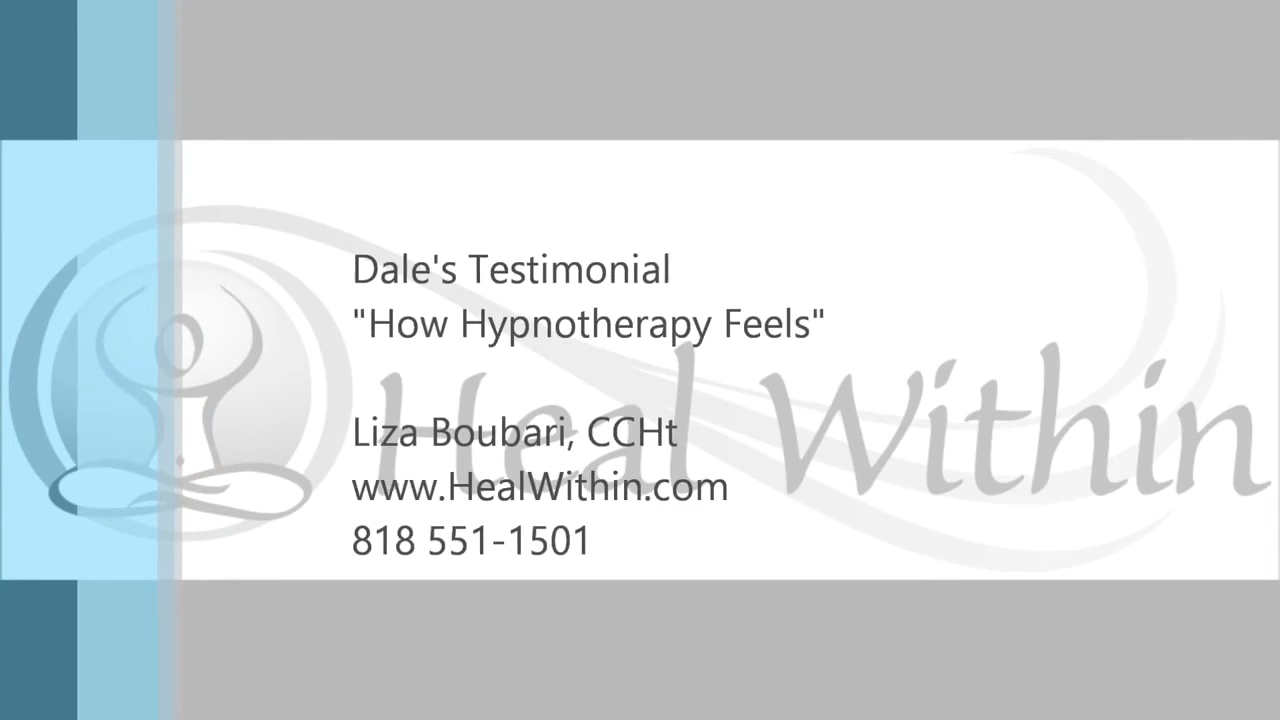 Dale's Testimonial
"How Hypnotherapy Feels"
Heal Within
Liza Boubari, CCHt
www.HealWithin.com
818 551-1501